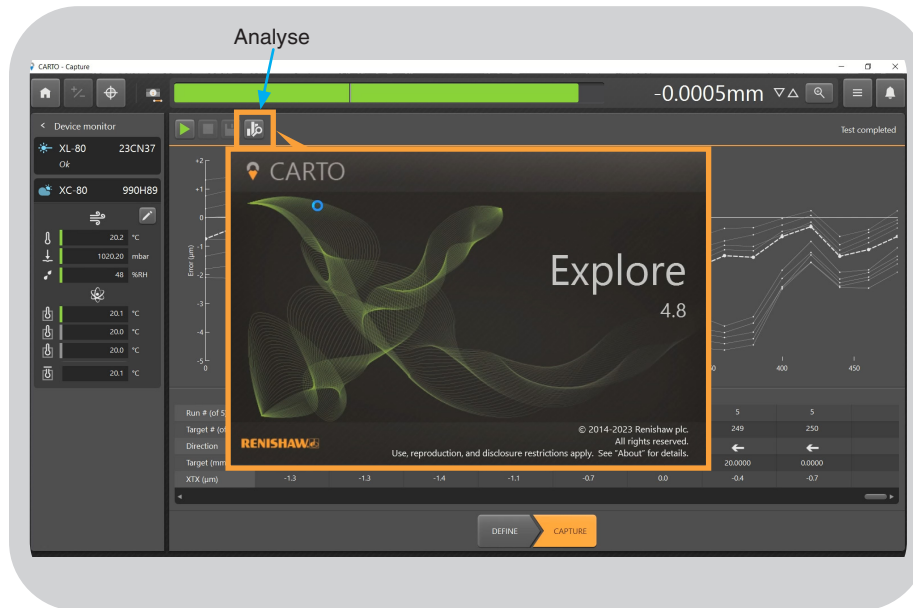 Analyse
CARTO - Capture
-0.0005mm
< Device monitor
Test completed
XL-80 23CN37
Ok
XC-80 990H89
20.2 °C
1020.20 mbar
48 %RH
20.1 °C
20.0 °C
20.0 °C
20.1 °C
Error (µm)
+2
+1
0
-1
-2
-3
-4
-5
0
400
450
CARTO
Explore
4.8
© 2014-2023 Renishaw plc.
All rights reserved.
Use, reproduction, and disclosure restrictions apply. See "About" for details.
RENISHAW
Run # (of 5 5 5
Target # (of 249 250
Direction ← ←
Target (mm 20.0000 0.0000
XTX (µm) -1.3 -1.3 -1.4 -1.1 -0.7 0.0 -0.4 -0.7
DEFINE CAPTURE